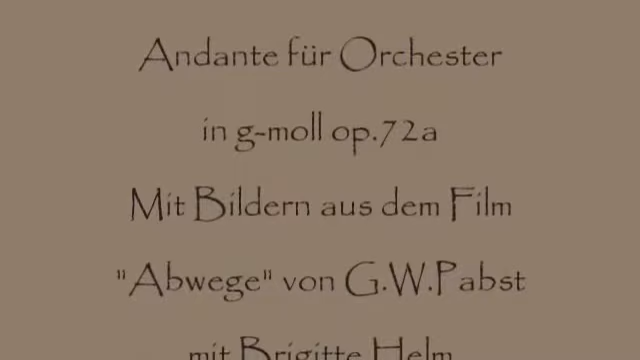 Andante für Orchester
in g-moll op.72a
Mit Bildern aus dem Film
"Abwege" von G.W.Pabst
mit Brigitte Helm